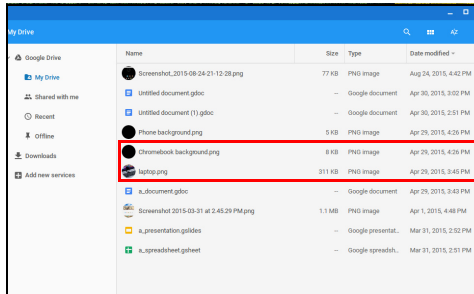 My Drive
Google Drive
My Drive
Shared with me
Recent
Offline
Downloads
Add new services
Name Size Type Date modified
Screenshot_2015-08-24-21-12-28.png 77 KB PNG image Aug 24, 2015, 4:42 PM
Untitled document.gdoc -- Google document Apr 30, 2015, 3:02 PM
Untitled document (1).gdoc -- Google document Apr 30, 2015, 2:51 PM
Phone background.png 5 KB PNG image Apr 29, 2015, 4:26 PM
Chromebook background.png 8 KB PNG image Apr 29, 2015, 4:26 PM
laptop.png 311 KB PNG image Apr 29, 2015, 3:45 PM
a_document.gdoc -- Google document Apr 29, 2015, 3:43 PM
Screenshot 2015-03-31 at 2.45.29 PM.png 1.1 MB PNG image Apr 1, 2015, 4:48 PM
a_presentation.gslides -- Google presentat... Mar 31, 2015, 2:52 PM
a_spreadsheet.gsheet -- Google spreadsh... Mar 31, 2015, 2:51 PM